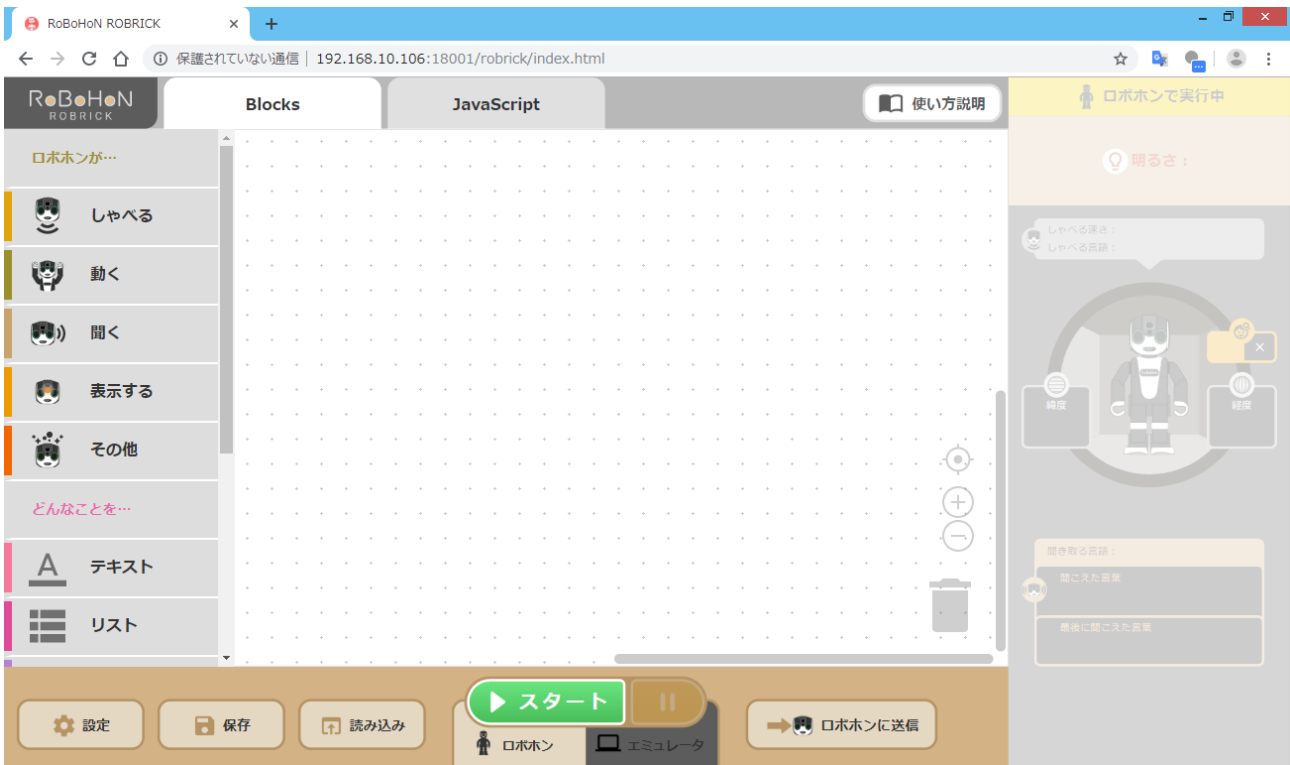 RoBoHoN ROBRICK
保護されていない通信 | 192.168.10.106:18001/robrick/index.html
RoBoHoN
ROBRICK
Blocks
JavaScript
使い方説明
ロボホンで実行中
ロボホンが…
しゃべる
動く
聞く
表示する
その他
どんなことを…
テキスト
リスト
明るさ：
しゃべる速さ：
しゃべる言語：
緯度
経度
聞き取る言語：
聞こえた言葉
最後に聞こえた言葉
スタート
設定
保存
読み込み
ロボホン
エミュレータ
ロボホンに送信